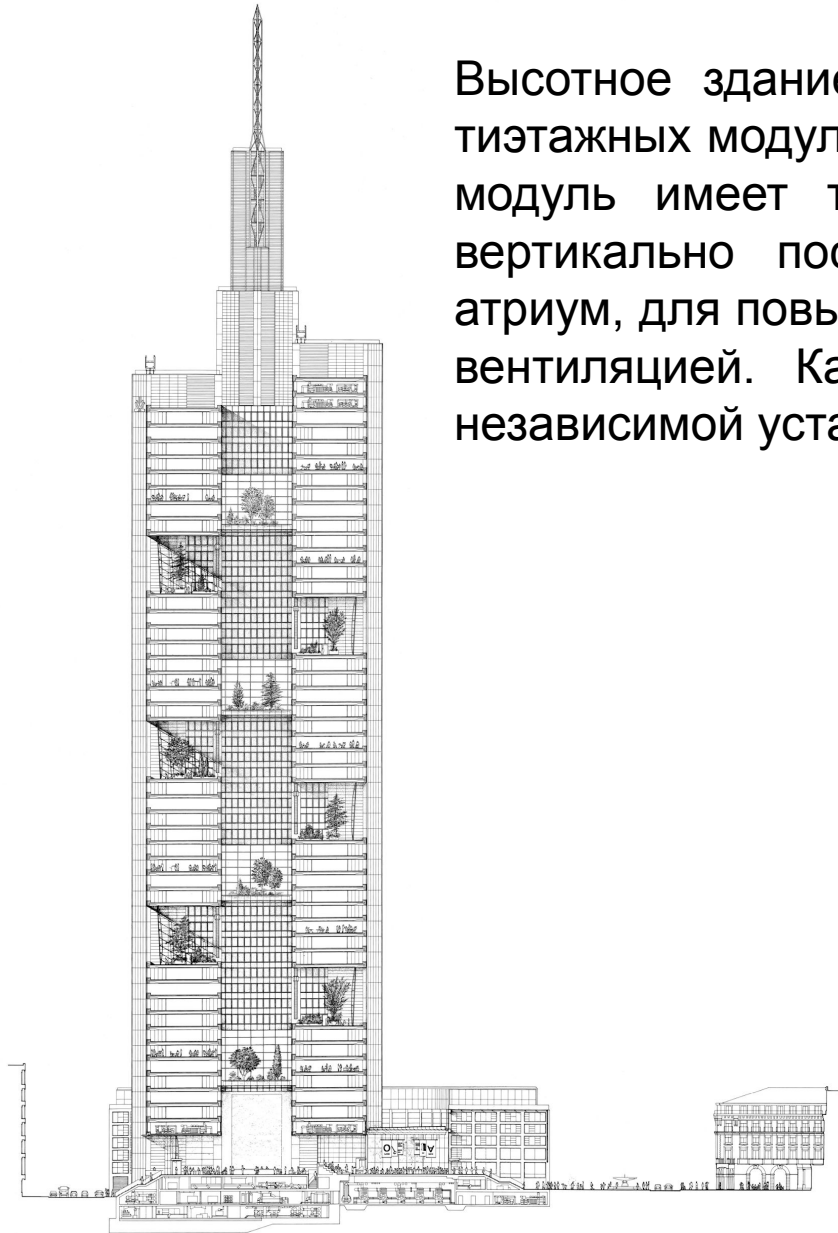 Высотное здание
тиэтажных модул
модуль имеет т
вертикально пос
атриум, для повы
вентиляцией. Ка
независимой уста